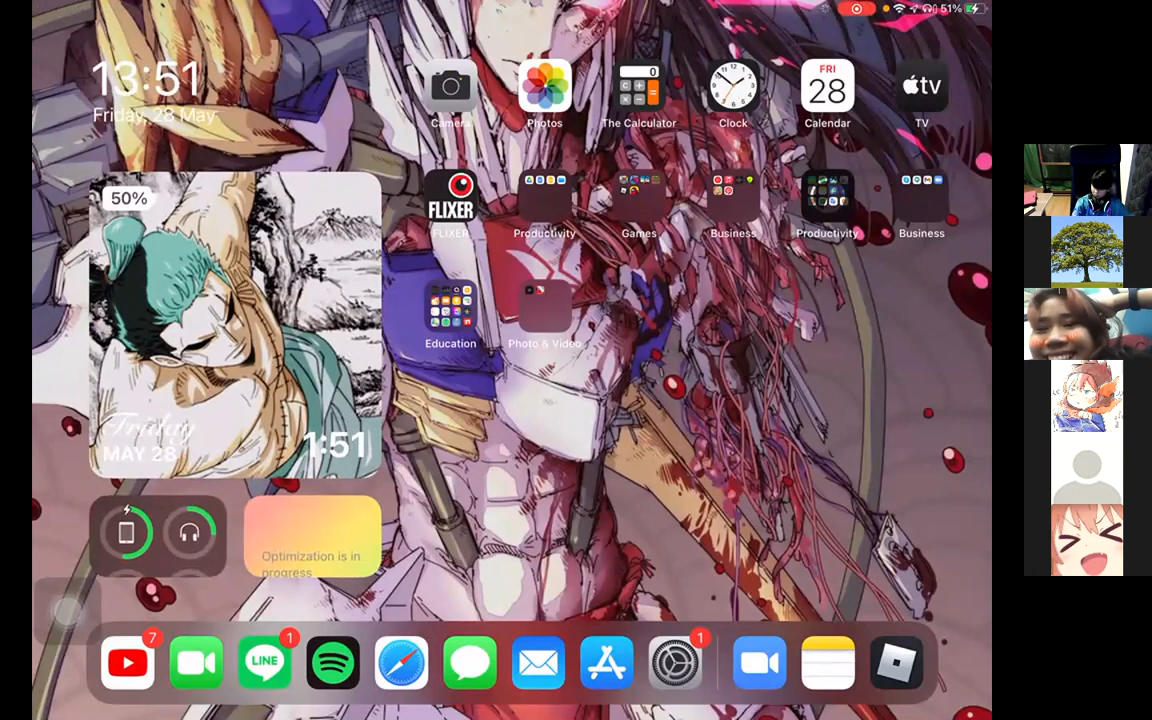 51%
13:51
Friday, 28 May
0
FRI
28
tv
Camera
Photos
The Calculator
Clock
Calendar
TV
50%
FLIXER
FLIXER
Productivity
Games
Business
Productivity
Business
Education
Photo & Video
Friday
MAY 28
1:51
Optimization is in
progress
7
1
LINE
1